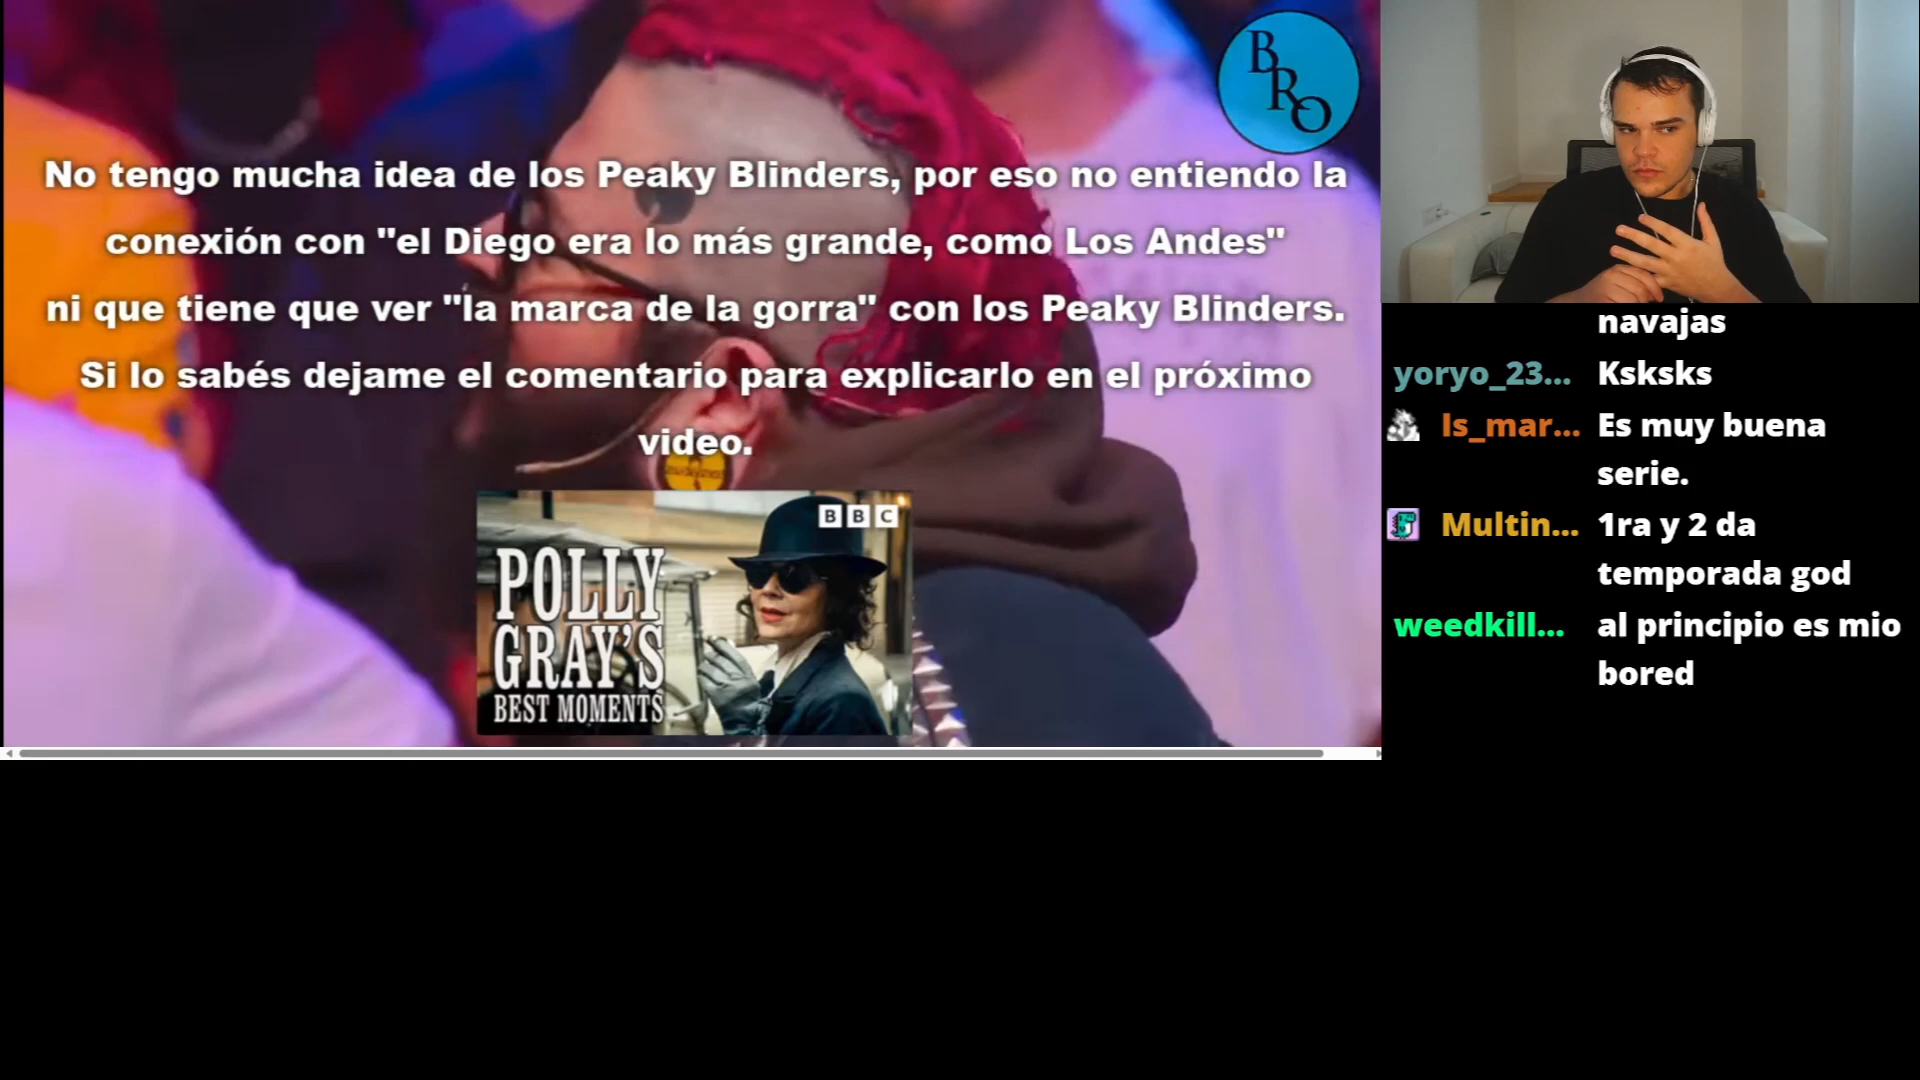 BRO
No tengo mucha idea de los Peaky Blinders, por eso no entiendo la
conexión con "el Diego era lo más grande, como Los Andes"
ni que tiene que ver "la marca de la gorra" con los Peaky Blinders.
Si lo sabés dejame el comentario para explicarlo en el próximo
video.
BBC
POLLY
GRAY'S
BEST MOMENTS
navajas
yoryo_23... Ksksks
Is_mar... Es muy buena
serie.
Multin... 1ra y 2 da
temporada god
weedkill... al principio es mio
bored